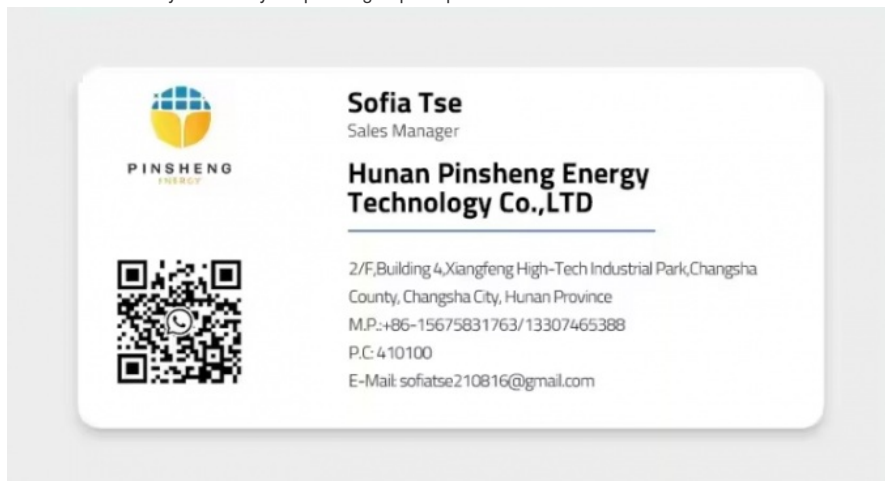 PINSHENG
ENERGY
Sofia Tse
Sales Manager
Hunan Pinsheng Energy
Technology Co.,LTD
2/F,Building 4,Xiangfeng High-Tech Industrial Park,Changsha
County, Changsha City, Hunan Province
M.P.:+86-15675831763/13307465388
P.C: 410100
E-Mail: sofiatse210816@gmail.com